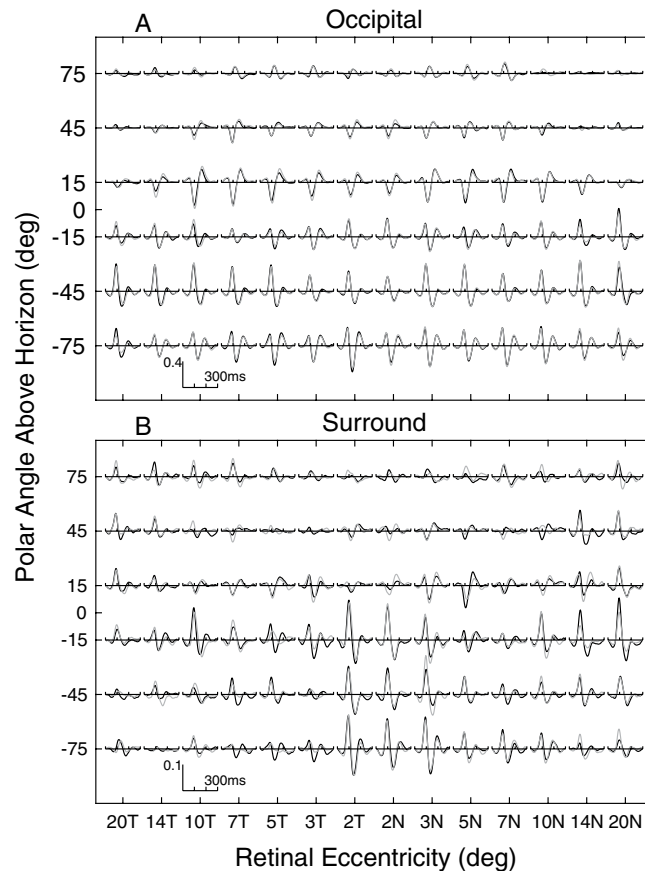 A Occipital
75
45
15
0
-15
-45
-75
0.4
300ms
B Surround
75
45
15
0
-15
-45
-75
0.1
300ms
20T 14T 10T 7T 5T 3T 2T 2N 3N 5N 7N 10N 14N 20N
Retinal Eccentricity (deg)
Polar Angle Above Horizon (deg)